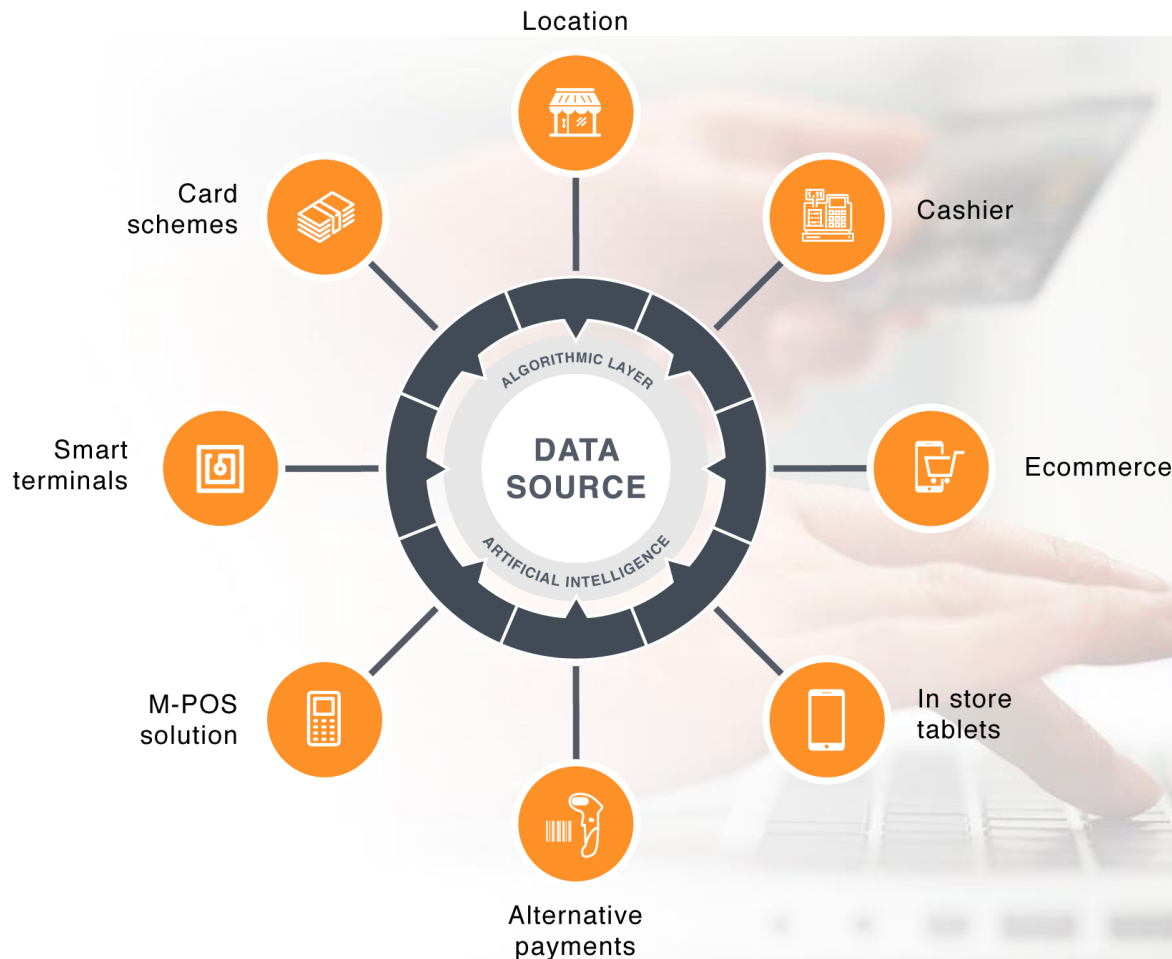 Location
Card
schemes
Cashier
ALGORITHMIC LAYER
Smart
terminals
DATA
SOURCE
Ecommerce
ARTIFICIAL INTELLIGENCE
M-POS
solution
In store
tablets
Alternative
payments